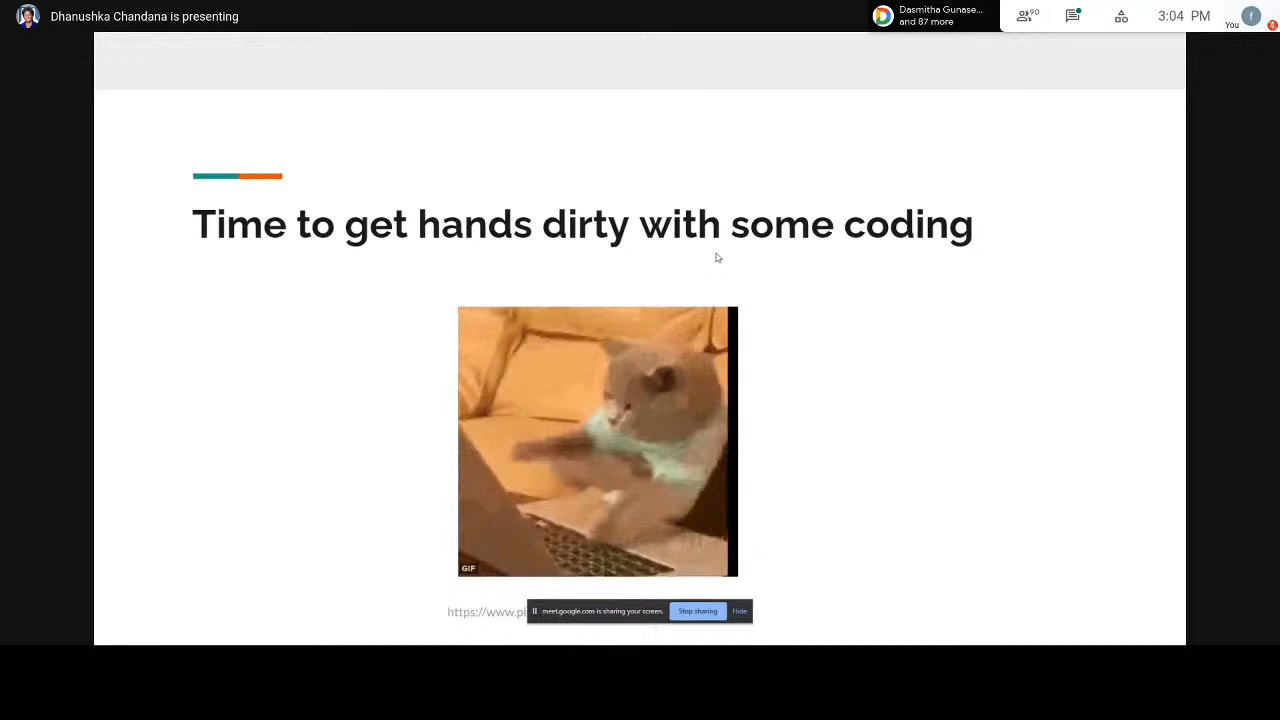 Dhanushka Chandana is presenting
Dasmitha Gunase...
and 87 more
90
3:04 PM
You
f
Time to get hands dirty with some coding
GIF
https://www.pi
meet.google.com is sharing your screen.
Stop sharing
Hide